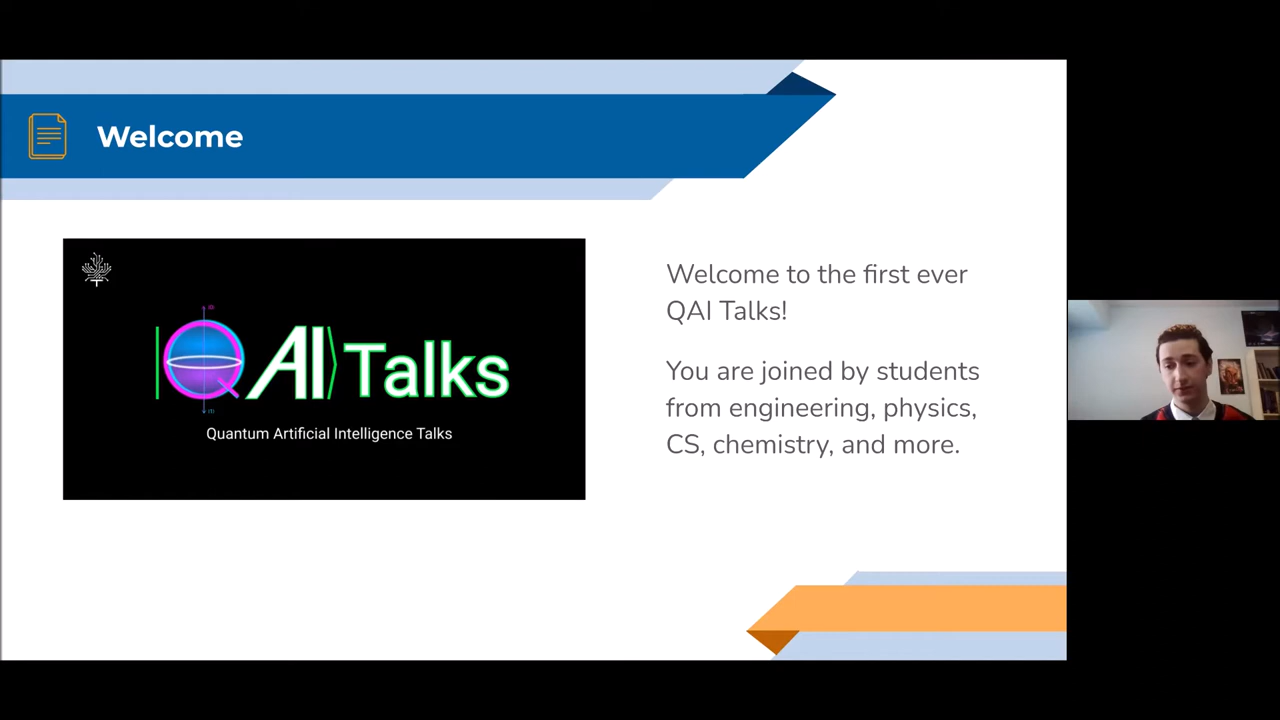 Welcome
|QAI⟩ Talks
Quantum Artificial Intelligence Talks
Welcome to the first ever
QAI Talks!
You are joined by students
from engineering, physics,
CS, chemistry, and more.